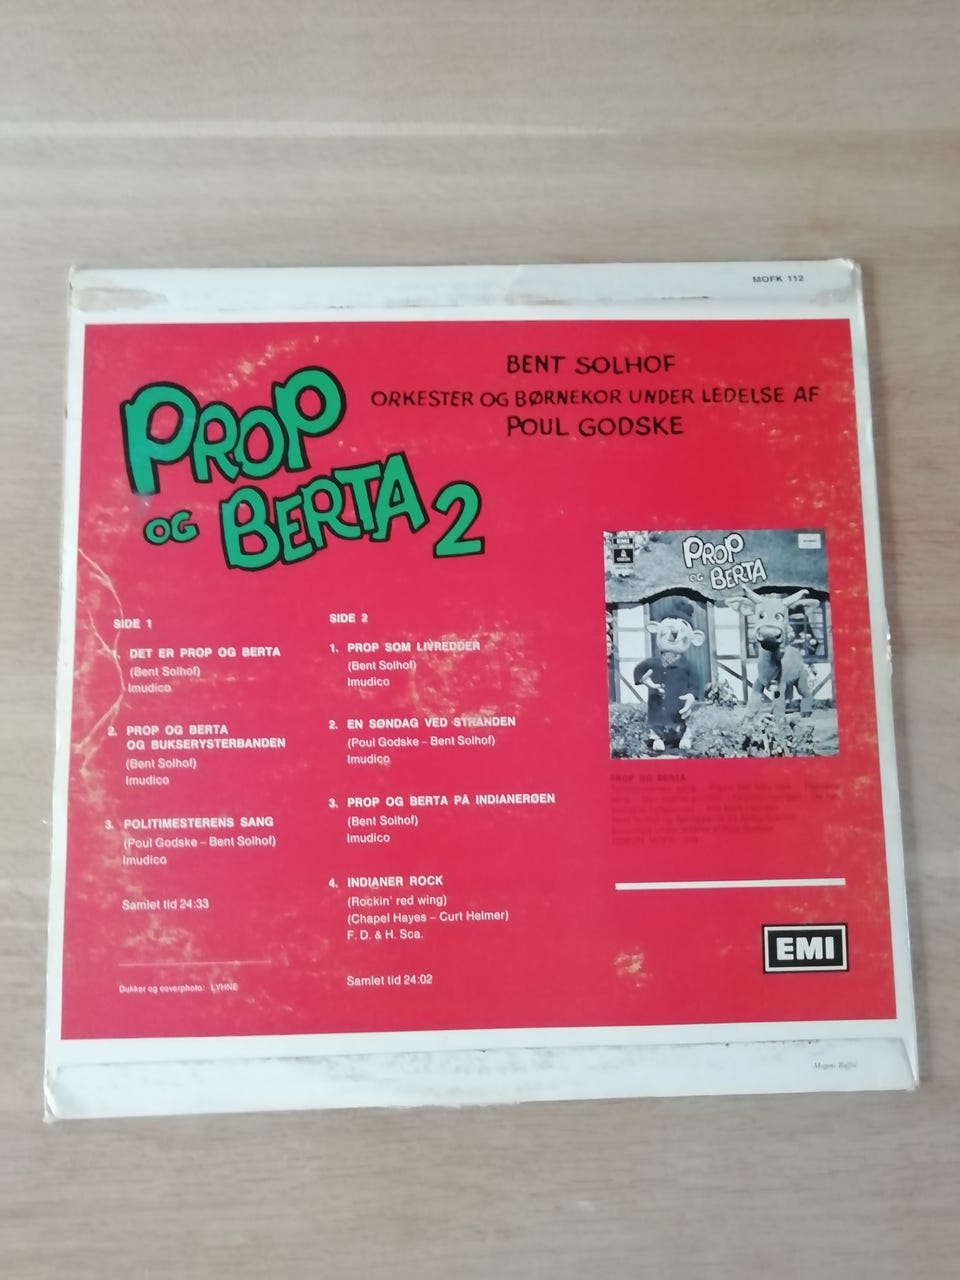 MOFK 112
BENT SOLHOF
ORKESTER OG BØRNEKOR UNDER LEDELSE AF
POUL GODSKE
PROP
OG BERTA 2
SIDE 1
1. DET ER PROP OG BERTA
(Bent Solhof)
Imudico
2. PROP OG BERTA
OG BUKSERYSTERBANDEN
(Bent Solhof)
Imudico
3. POLITIMESTERENS SANG
(Poul Godske – Bent Solhof)
Imudico
Samlet tid 24:33
Dukker og coverphoto: LYHNE
SIDE 2
1. PROP SOM LIVREDDER
(Bent Solhof)
Imudico
2. EN SØNDAG VED STRANDEN
(Poul Godske – Bent Solhof)
Imudico
3. PROP OG BERTA PÅ INDIANERØEN
(Bent Solhof)
Imudico
4. INDIANER ROCK
(Rockin' red wing)
(Chapel Hayes – Curt Helmer)
F. D. & H. Sca.
Samlet tid 24:02
EMI
PROP
OG BERTA
PROP OG BERTA
EMI